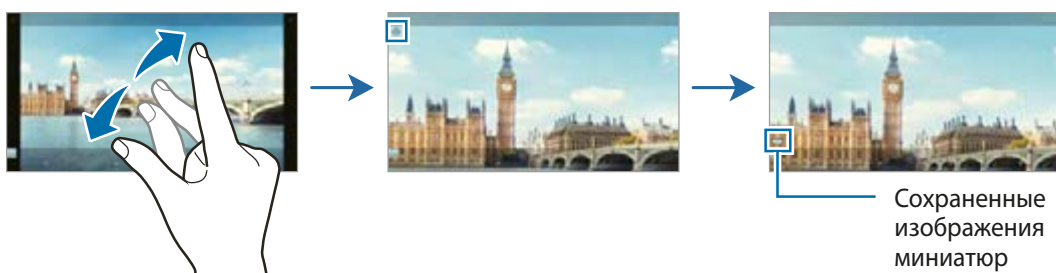 Сохраненные
изображения
миниатюр